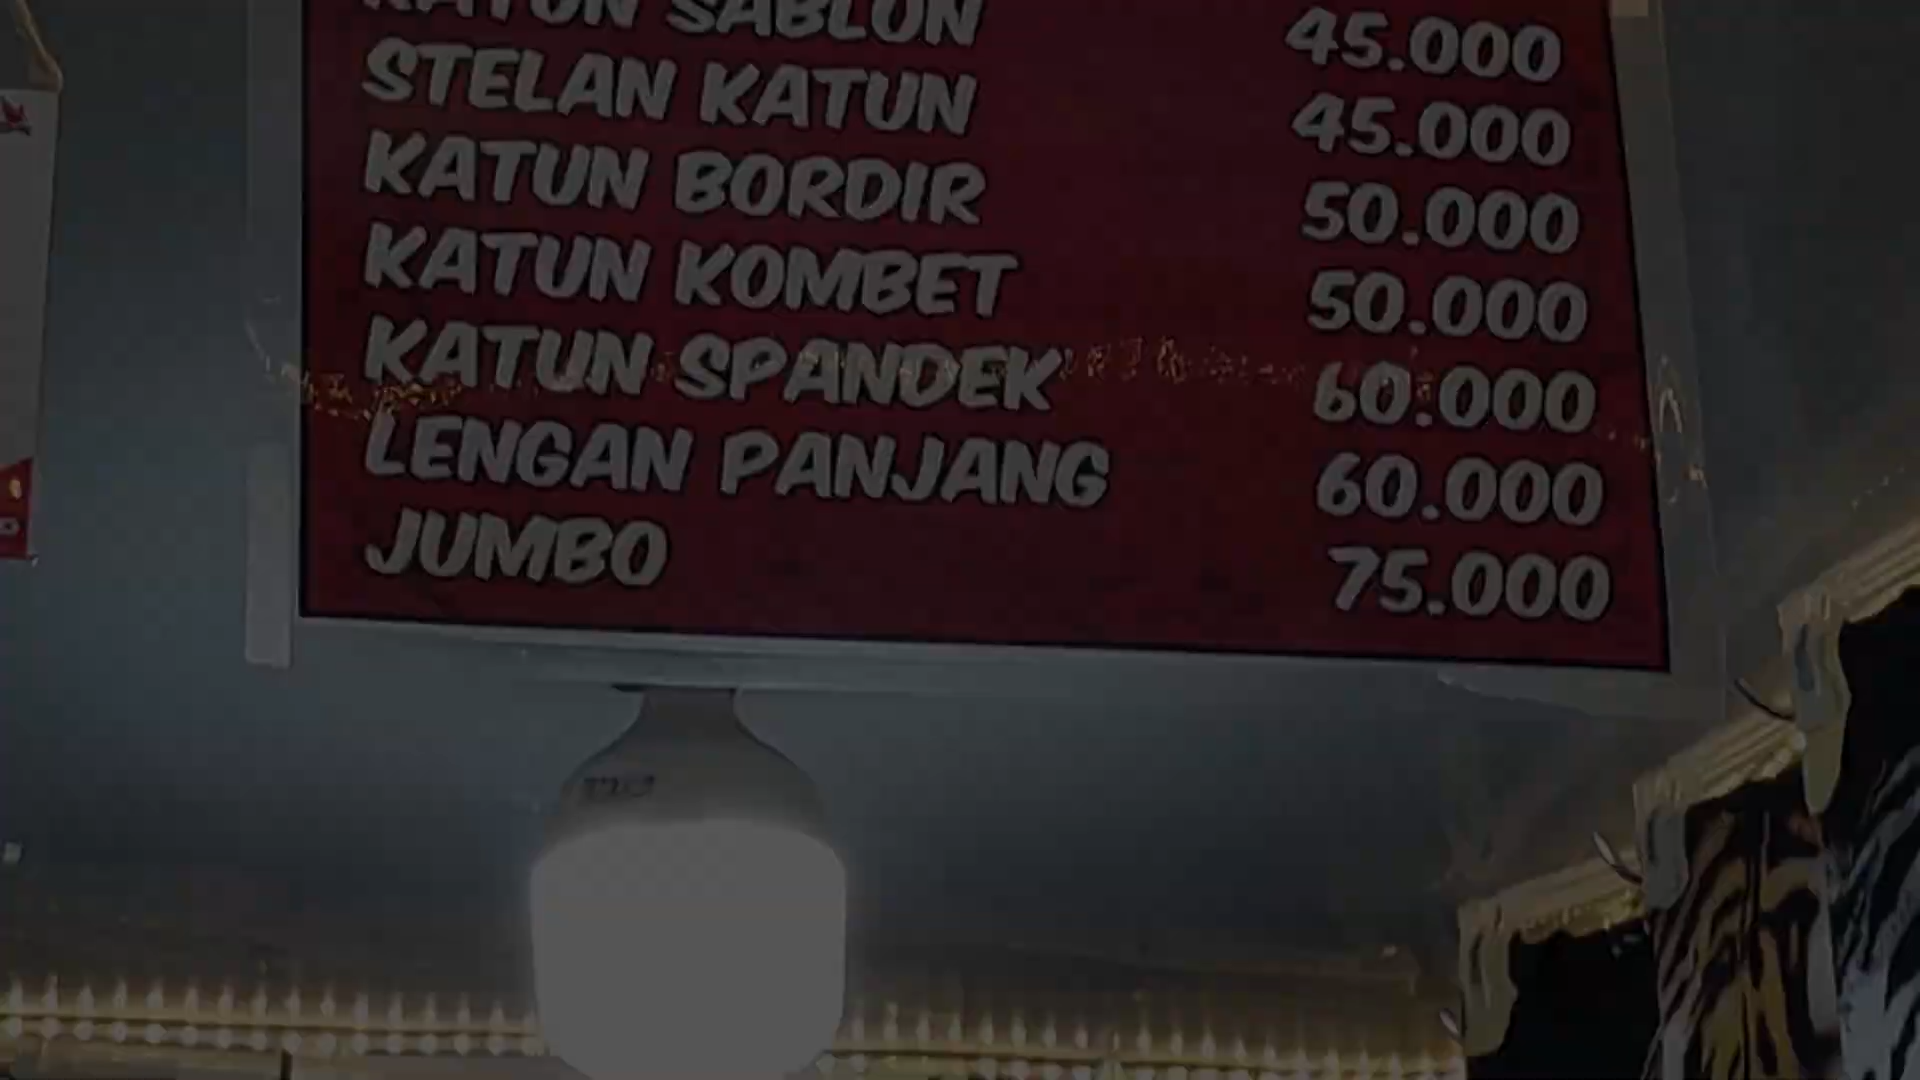 KATUN SABLON 45.000
STELAN KATUN 45.000
KATUN BORDIR 50.000
KATUN KOMBET 50.000
KATUN SPANDEK 60.000
LENGAN PANJANG 60.000
JUMBO 75.000